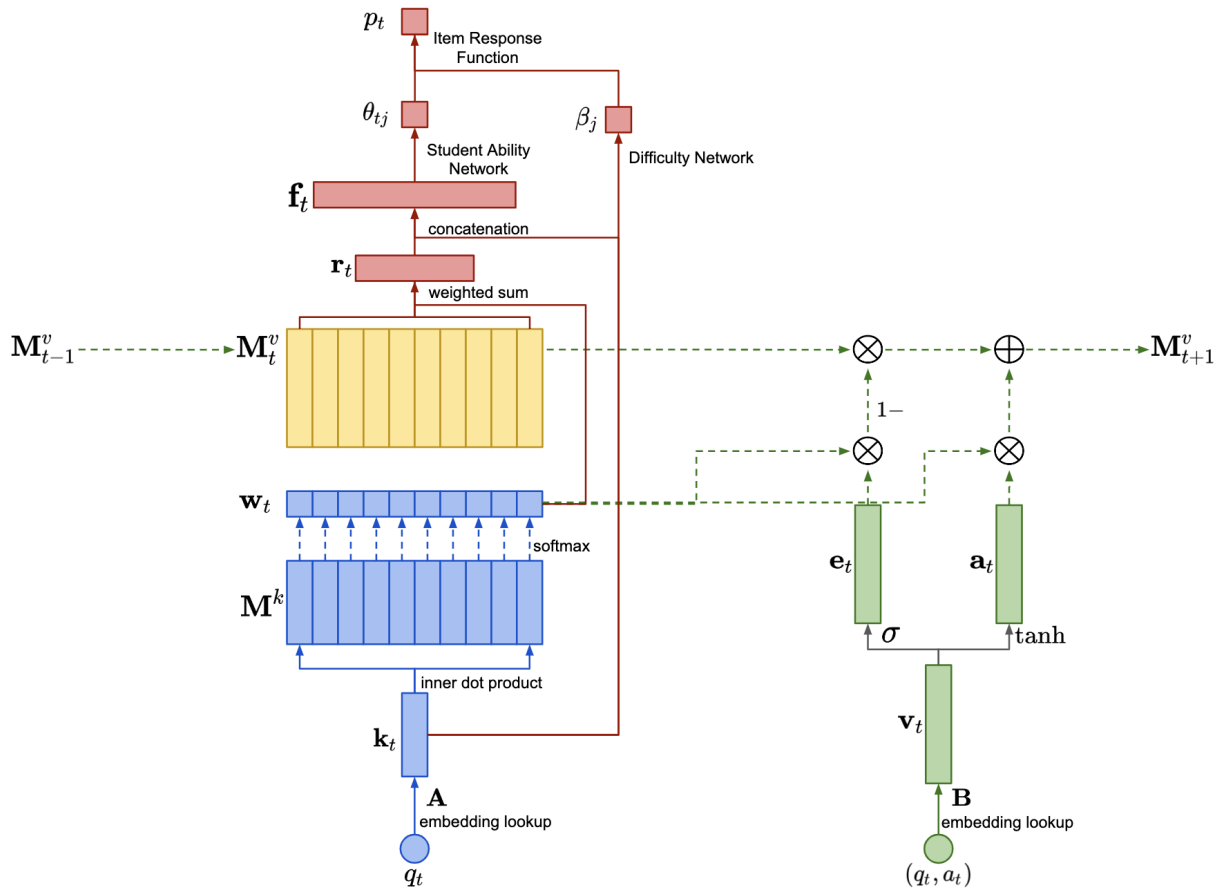 p_t
Item Response
Function
θ_{tj}
β_j
Student Ability
Network
Difficulty Network
f_t
concatenation
r_t
weighted sum
M^v_{t-1}
M^v_t
M^v_{t+1}
1−
w_t
softmax
e_t
a_t
M^k
σ
tanh
inner dot product
k_t
v_t
A
B
embedding lookup
embedding lookup
q_t
(q_t, a_t)